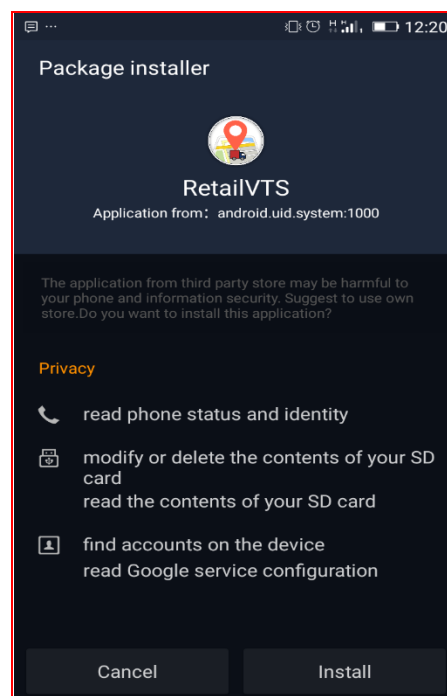 12:20
Package installer
RetailVTS
Application from: android.uid.system:1000
The application from third party store may be harmful to
your phone and information security. Suggest to use own
store.Do you want to install this application?
Privacy
read phone status and identity
modify or delete the contents of your SD
card
read the contents of your SD card
find accounts on the device
read Google service configuration
Cancel
Install